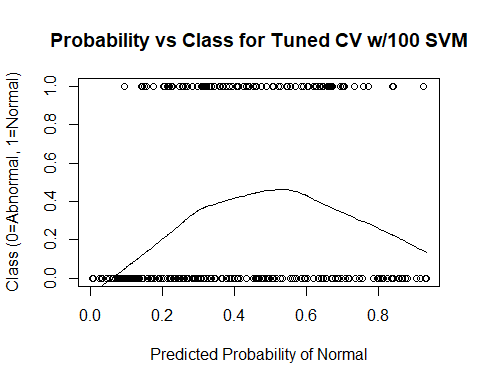 Probability vs Class for Tuned CV w/100 SVM
Class (0=Abnormal, 1=Normal)
1.0
0.8
0.6
0.4
0.2
0.0
0.0 0.2 0.4 0.6 0.8
Predicted Probability of Normal